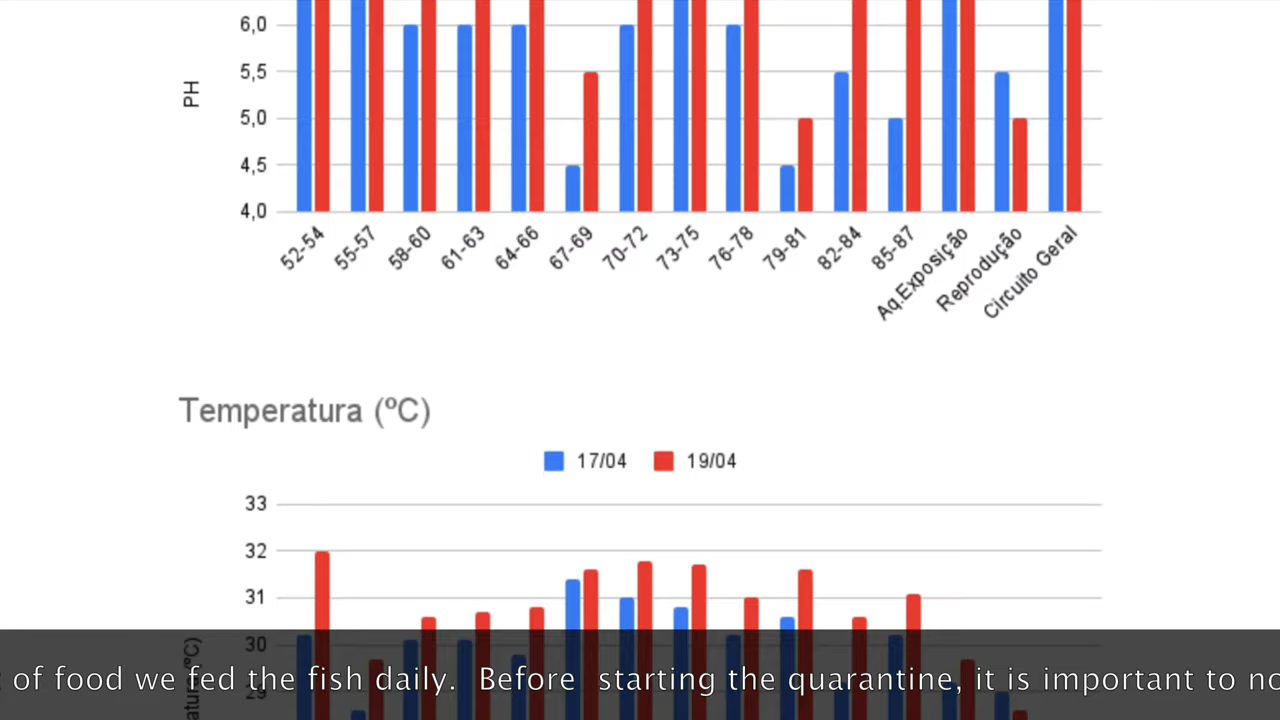 6,0
5,5
5,0
4,5
4,0
PH
52-54 55-57 58-60 61-63 64-66 67-69 70-72 73-75 76-78 79-81 82-84 85-87 Aq.Exposição Reprodução Circuito Geral
Temperatura (ºC)
17/04 19/04
33
32
31
30
29
of food we fed the fish daily. Before starting the quarantine, it is important to